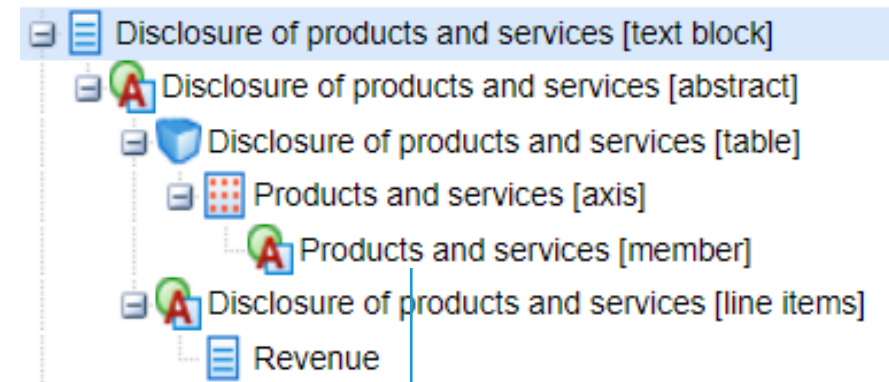 Disclosure of products and services [text block]
Disclosure of products and services [abstract]
Disclosure of products and services [table]
Products and services [axis]
Products and services [member]
Disclosure of products and services [line items]
Revenue